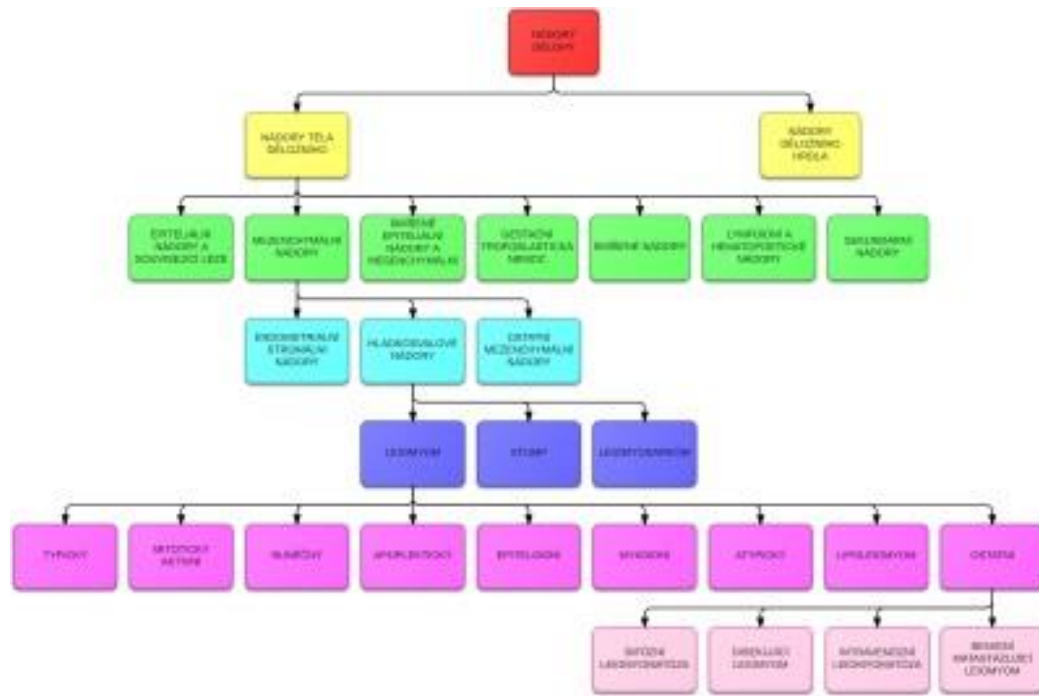 NÁDORY
DĚLOHY
NÁDORY TĚLA
DĚLOŽNÍHO
NÁDORY
DĚLOŽNÍHO
HRDLA
EPITELIÁLNÍ
NÁDORY A
SOUVISEJÍCÍ LÉZE
MEZENCHYMÁLNÍ
NÁDORY
SMÍŠENÉ
EPITELIÁLNÍ
NÁDORY A
MEZENCHYMÁLNÍ
GESTAČNÍ
TROFOBLASTICKÁ
NEMOC
SMÍŠENÉ NÁDORY
LYMFOIDNÍ A
HEMATOPOETICKÉ
NÁDORY
SEKUNDÁRNÍ
NÁDORY
ENDOMETRIÁLNÍ
STROMÁLNÍ
NÁDORY
HLADKOSVALOVÉ
NÁDORY
OSTATNÍ
MEZENCHYMÁLNÍ
NÁDORY
LEIOMYOM
STUMP
LEIOMYOSARKOM
TYPICKÝ
MITOTICKY
AKTIVNÍ
BUNĚČNÝ
APOPLEKTICKÝ
EPITELOIDNÍ
MYXOIDNÍ
ATYPICKÝ
LIPOLEIOMYOM
OSTATNÍ
DIFÚZNÍ
LEIOMYOMATÓZA
DISEKUJÍCÍ
LEIOMYOM
INTRAVENÓZNÍ
LEIOMYOMATÓZA
BENIGNÍ
METASTAZUJÍCÍ
LEIOMYOM